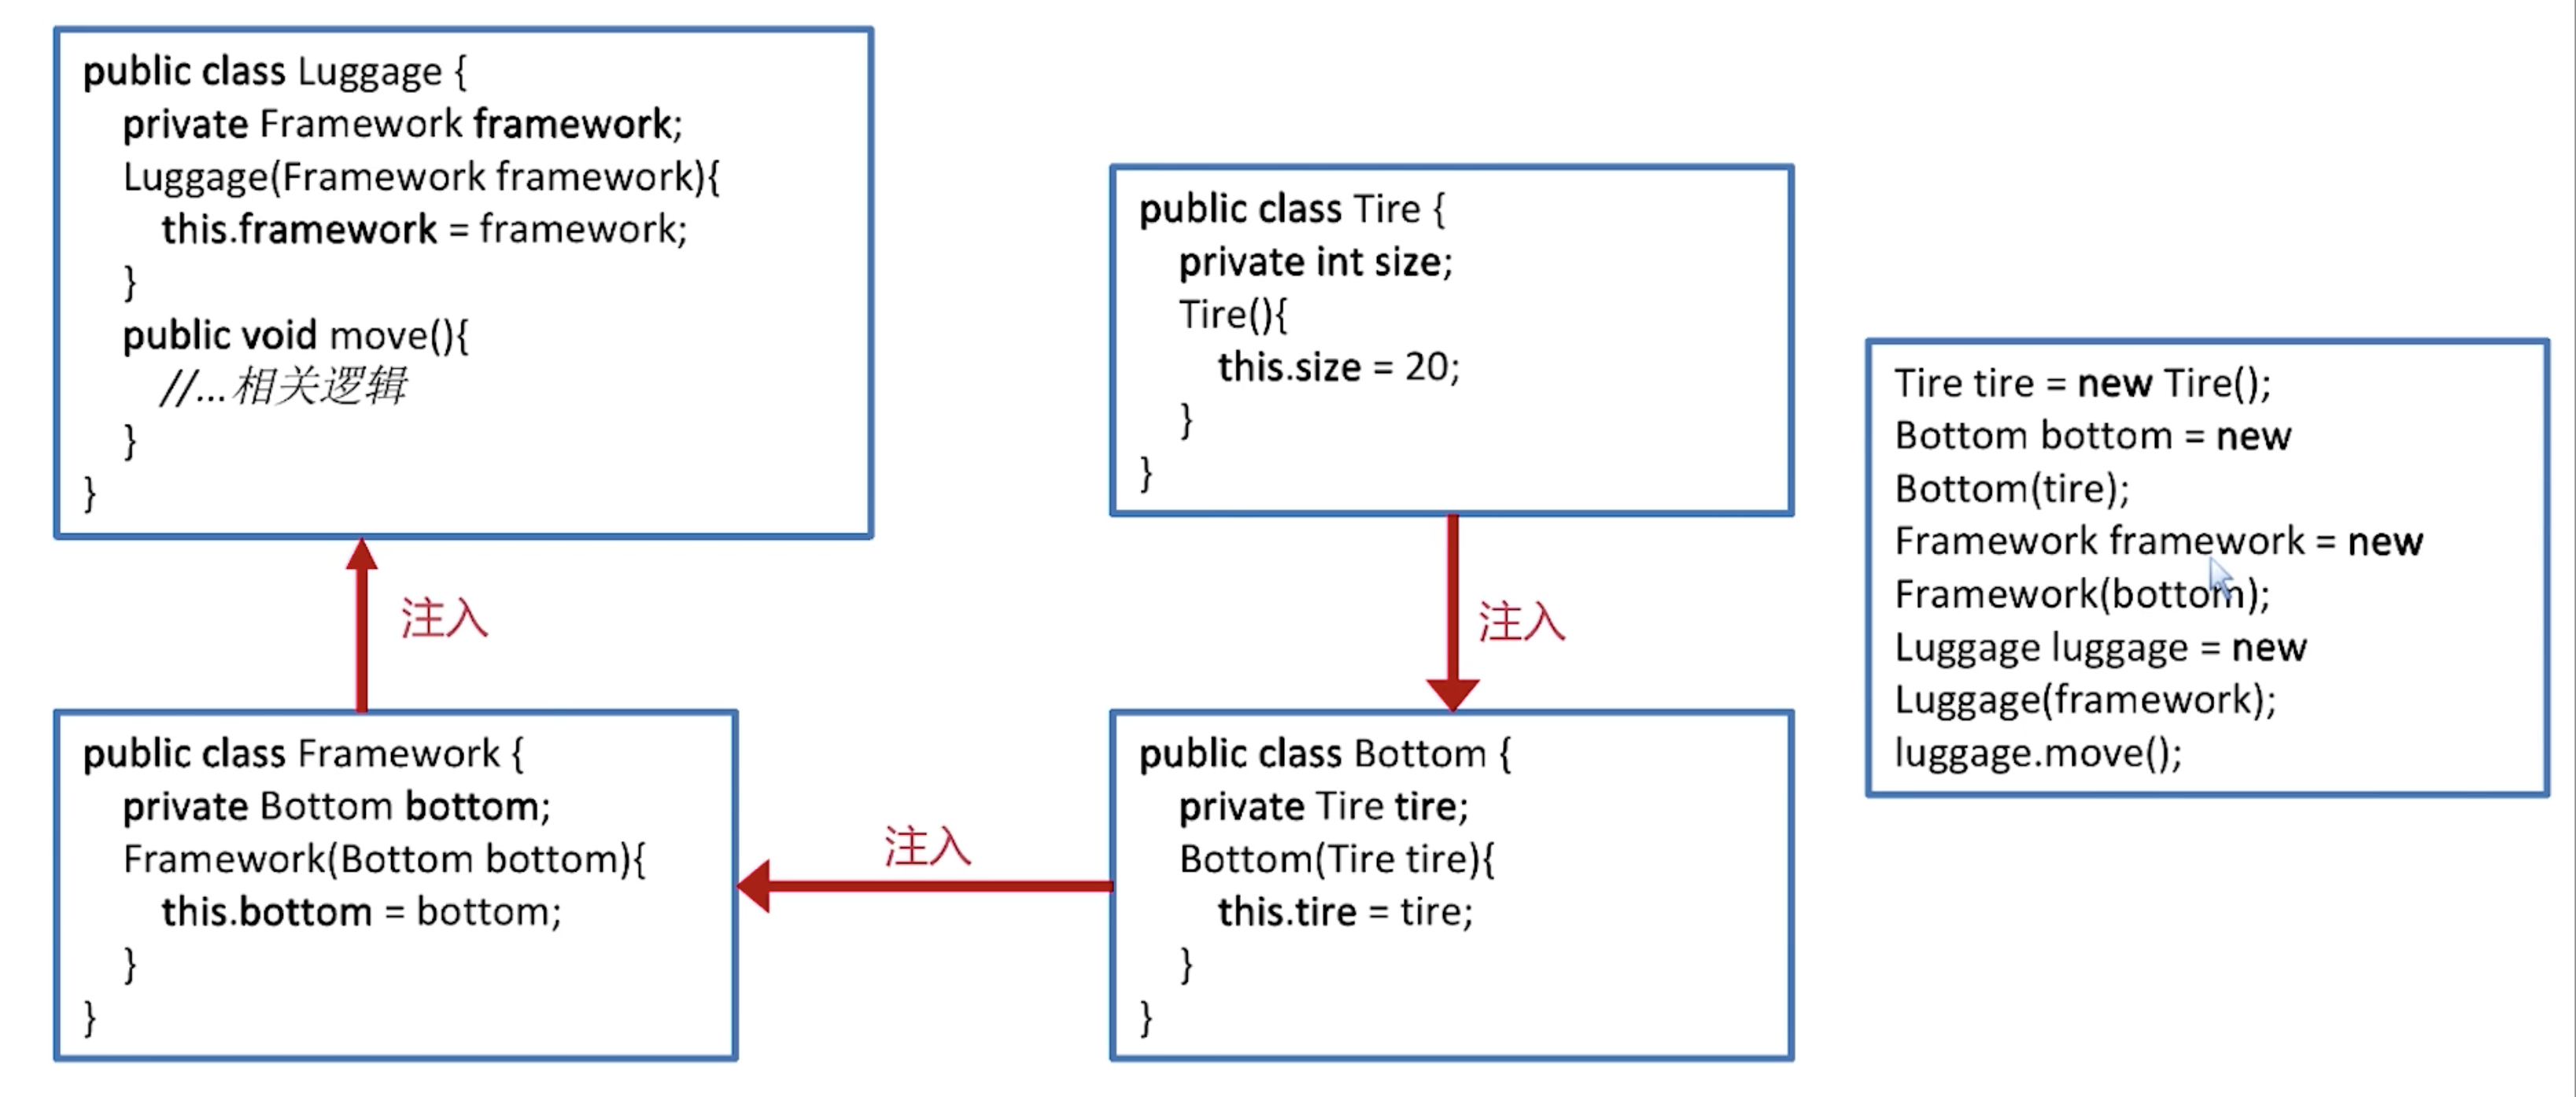 public class Luggage {
private Framework framework;
Luggage(Framework framework){
this.framework = framework;
}
public void move(){
//...相关逻辑
}
}
注入
public class Framework {
private Bottom bottom;
Framework(Bottom bottom){
this.bottom = bottom;
}
}
注入
public class Tire {
private int size;
Tire(){
this.size = 20;
}
}
注入
public class Bottom {
private Tire tire;
Bottom(Tire tire){
this.tire = tire;
}
}
Tire tire = new Tire();
Bottom bottom = new
Bottom(tire);
Framework framework = new
Framework(bottom);
Luggage luggage = new
Luggage(framework);
luggage.move();